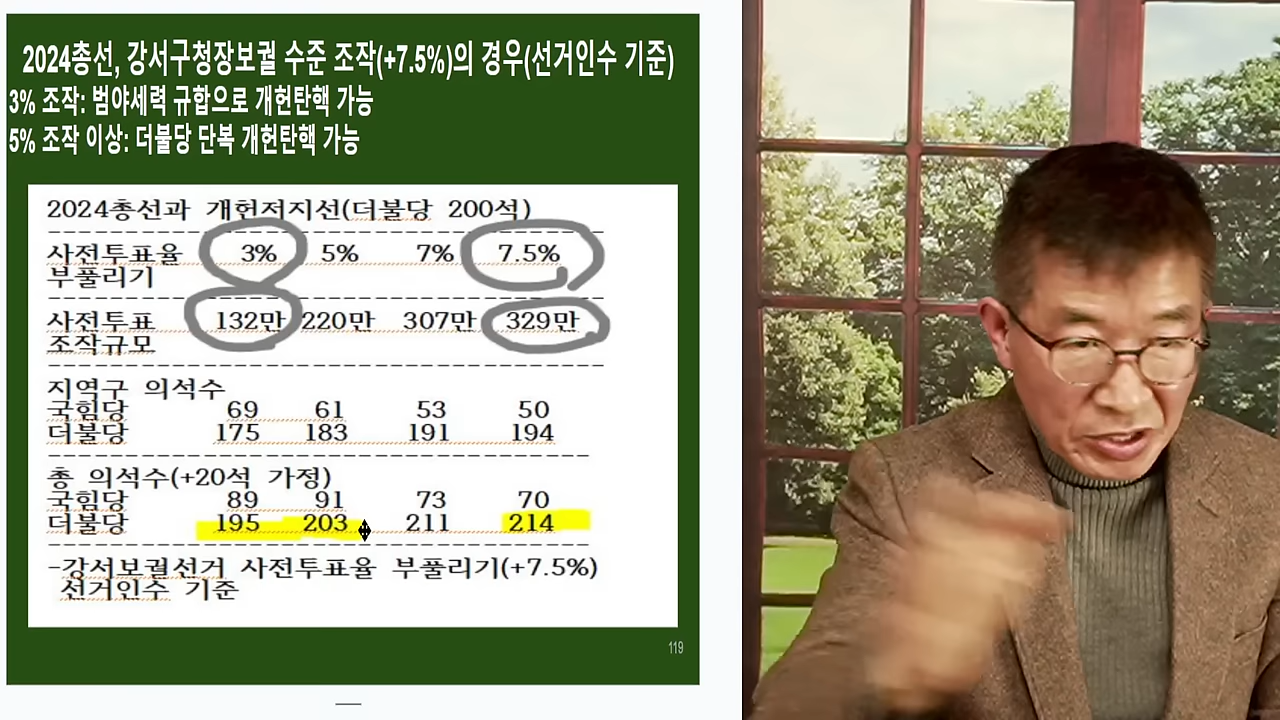 2024총선, 강서구청장보궐 수준 조작(+7.5%)의 경우(선거인수 기준)
3% 조작: 범야세력 규합으로 개헌탄핵 가능
5% 조작 이상: 더불당 단복 개헌탄핵 가능
2024총선과 개헌저지선(더불당 200석)
사전투표율 3% 5% 7% 7.5%
부풀리기
사전투표 132만 220만 307만 329만
조작규모
지역구 의석수
국힘당 69 61 53 50
더불당 175 183 191 194
총 의석수(+20석 가정)
국힘당 89 91 73 70
더불당 195 203 211 214
-강서보궐선거 사전투표율 부풀리기(+7.5%)
선거인수 기준
119